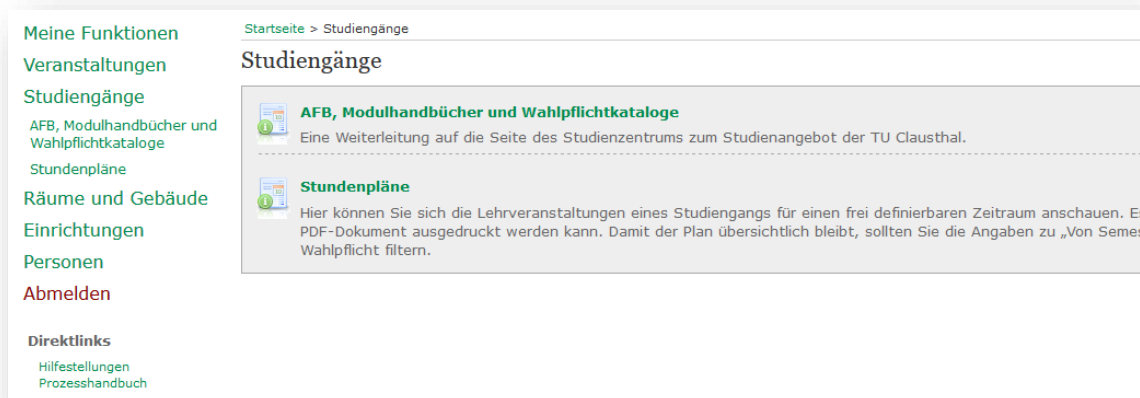 Meine Funktionen
Veranstaltungen
Studiengänge
AFB, Modulhandbücher und
Wahlpflichtkataloge
Stundenpläne
Räume und Gebäude
Einrichtungen
Personen
Abmelden
Direktlinks
Hilfestellungen
Prozesshandbuch
Startseite > Studiengänge
Studiengänge
AFB, Modulhandbücher und Wahlpflichtkataloge
Eine Weiterleitung auf die Seite des Studienzentrums zum Studienangebot der TU Clausthal.
Stundenpläne
Hier können Sie sich die Lehrveranstaltungen eines Studiengangs für einen frei definierbaren Zeitraum anschauen.
PDF-Dokument ausgedruckt werden kann. Damit der Plan übersichtlich bleibt, sollten Sie die Angaben zu „Von
Wahlpflicht filtern.